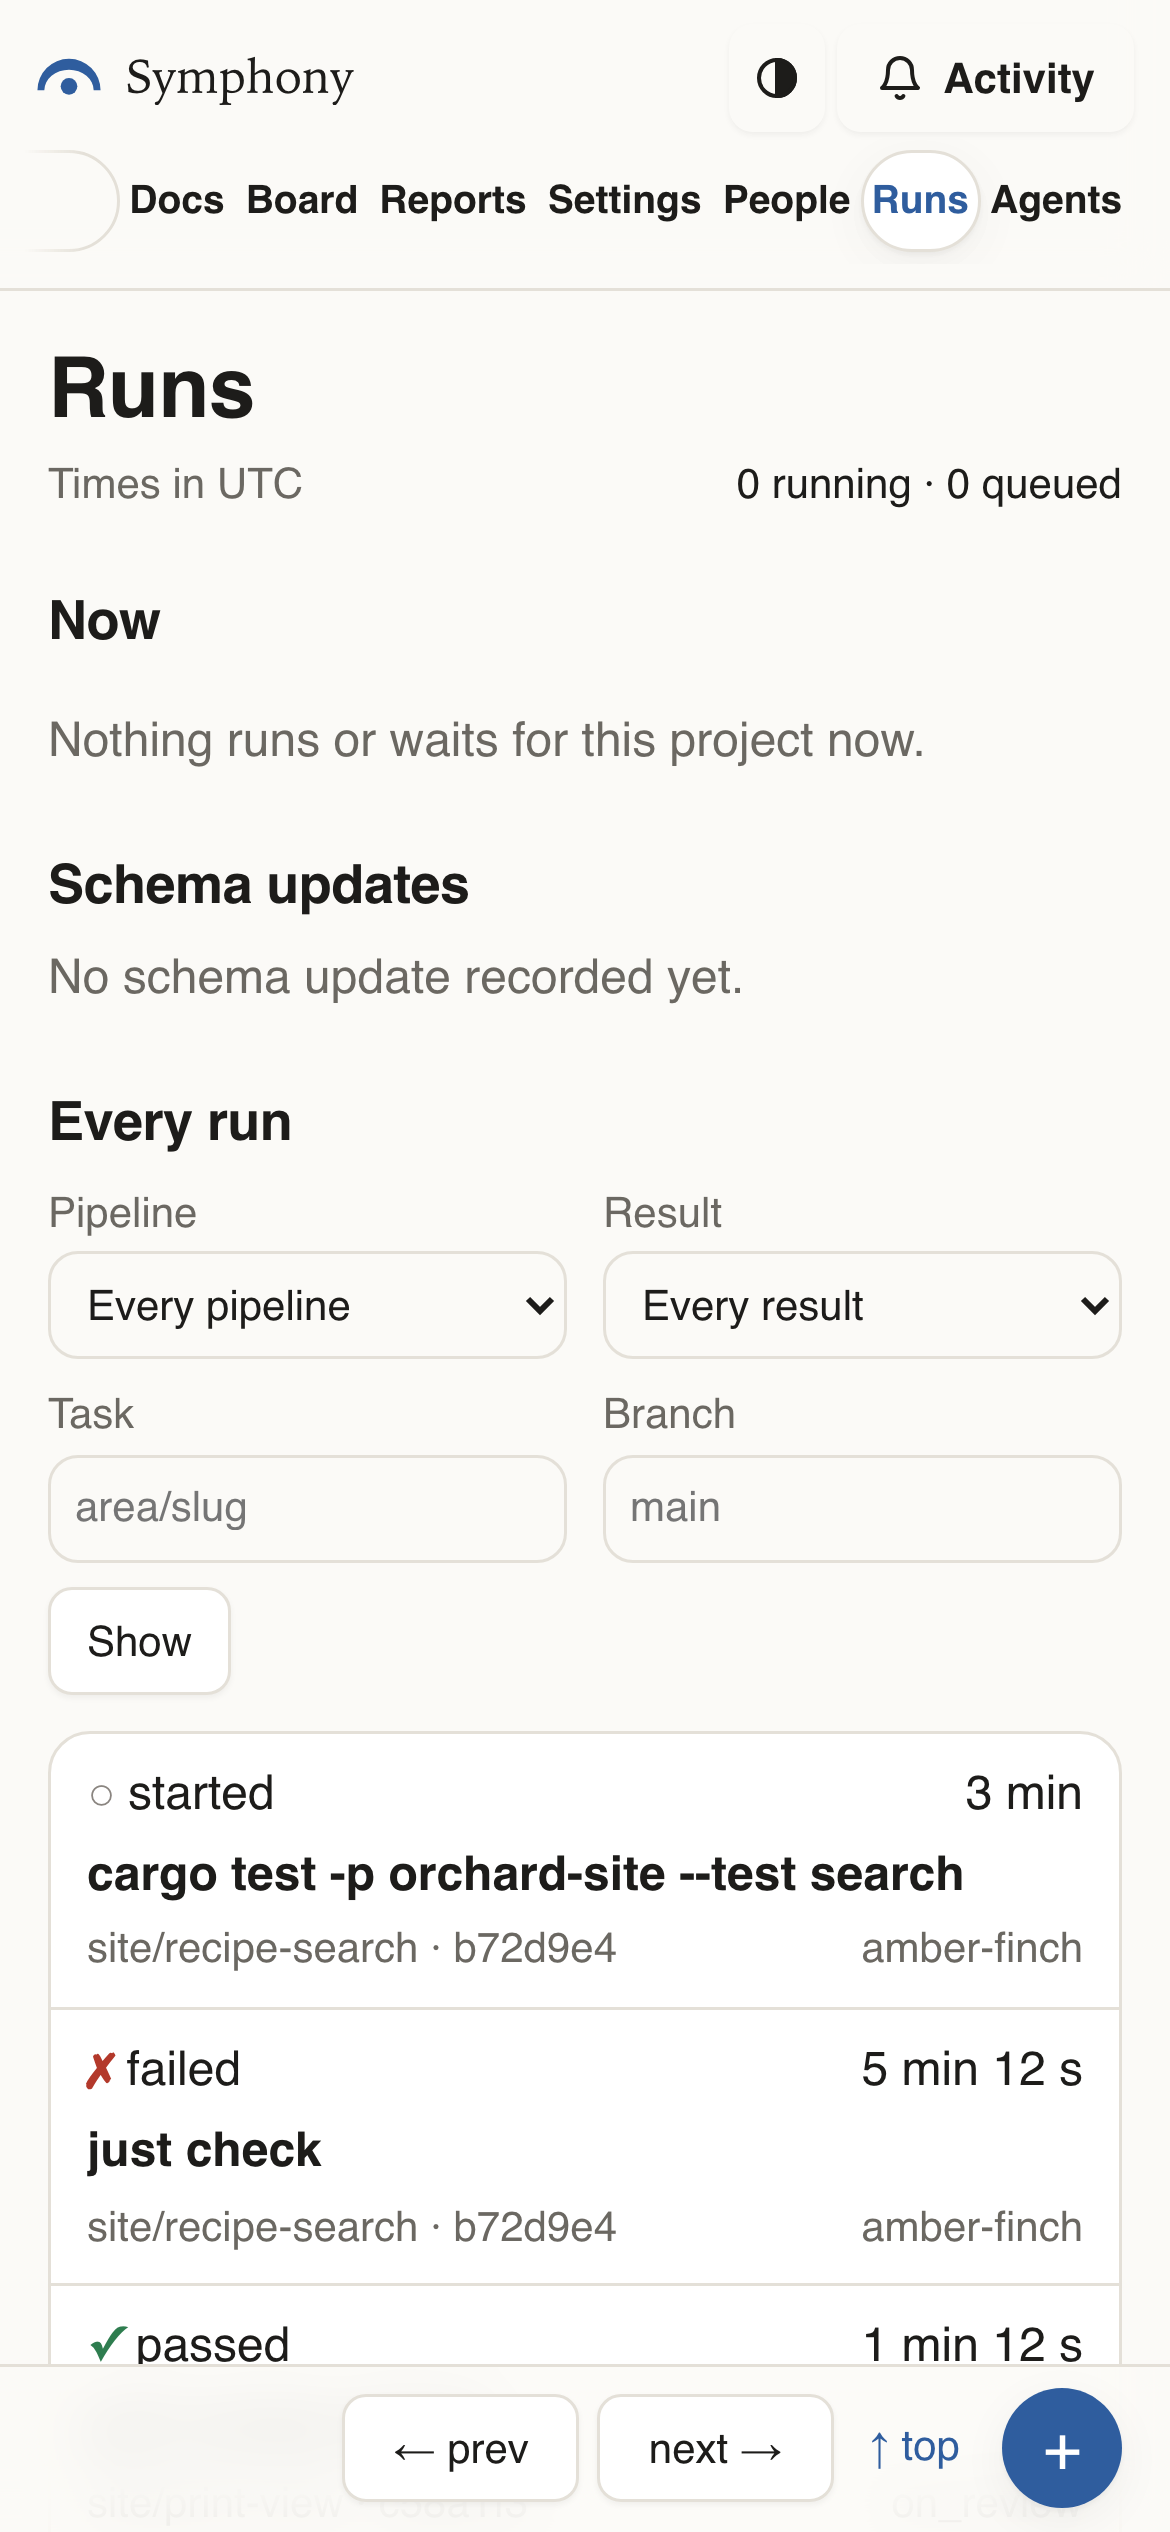 Symphony
Activity
Docs Board Reports Settings People Runs Agents
Runs
Times in UTC 0 running · 0 queued
Now
Nothing runs or waits for this project now.
Schema updates
No schema update recorded yet.
Every run
Pipeline Result
Every pipeline Every result
Task Branch
area/slug main
Show
○ started 3 min
cargo test -p orchard-site --test search
site/recipe-search · b72d9e4 amber-finch
✗ failed 5 min 12 s
just check
site/recipe-search · b72d9e4 amber-finch
✓ passed 1 min 12 s
← prev next → ↑ top +
site/print-view on_review